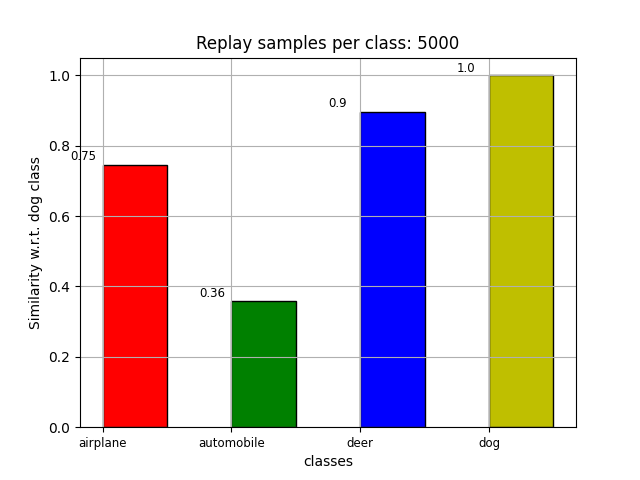 Replay samples per class: 5000
1.0
0.8
0.6
0.4
0.2
0.0
Similarity w.r.t. dog class
0.75
0.36
0.9
1.0
airplane
automobile
deer
dog
classes